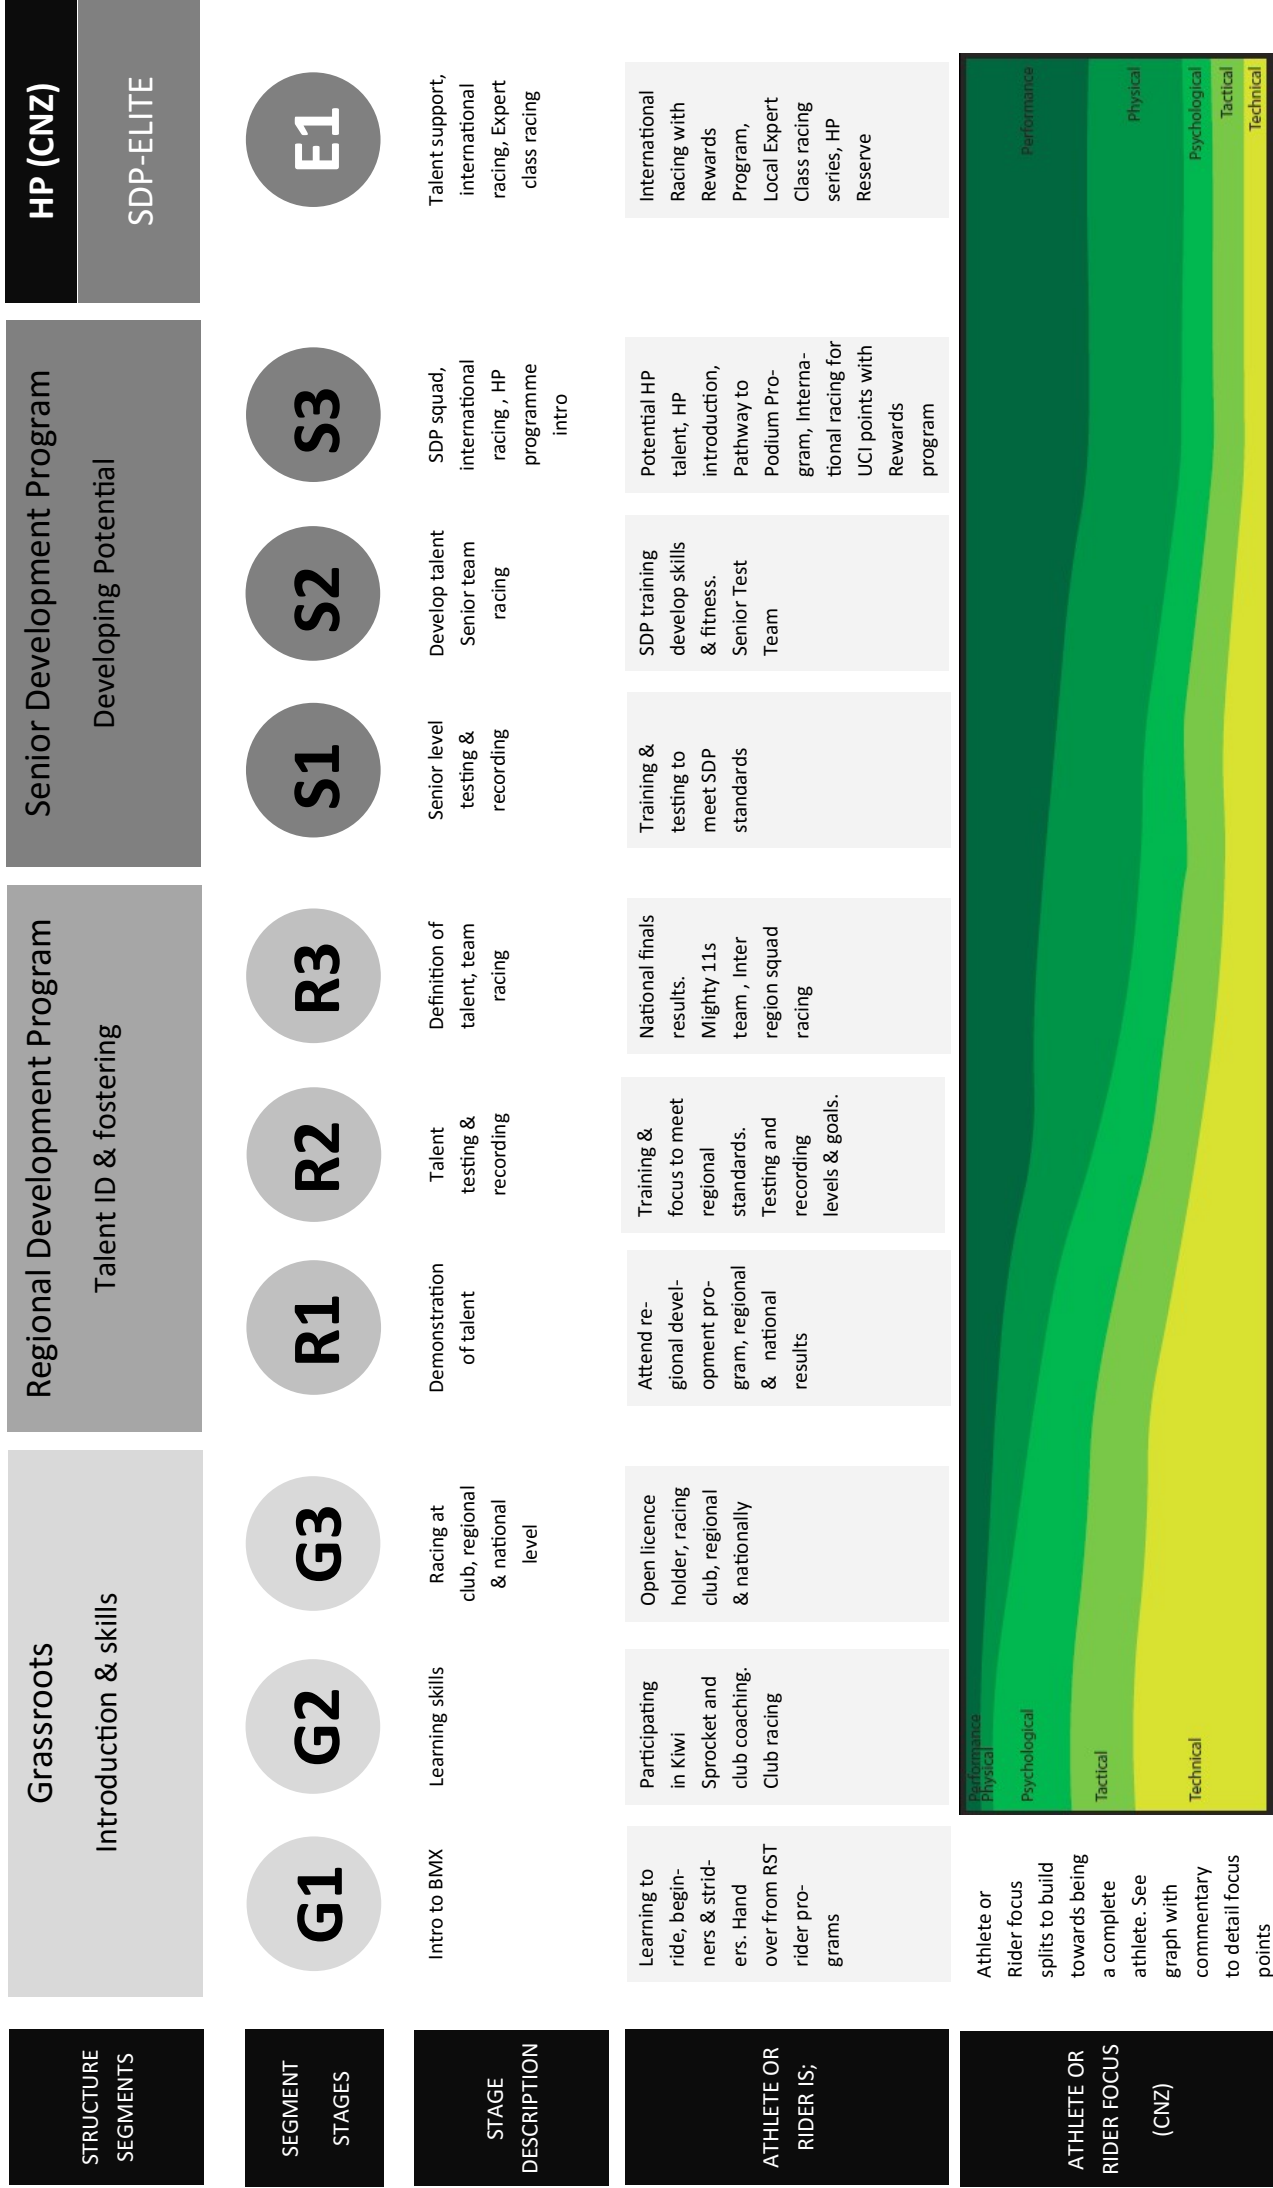 STRUCTURE
SEGMENTS
Grassroots
Introduction & skills
Regional Development Program
Talent ID & fostering
Senior Development Program
Developing Potential
HP (CNZ)
SDP-ELITE
SEGMENT
STAGES
G1
G2
G3
R1
R2
R3
S1
S2
S3
E1
STAGE
DESCRIPTION
Intro to BMX
Learning skills
Racing at
club, regional
& national
level
Demonstration
of talent
Talent
testing &
recording
Definition of
talent, team
racing
Senior level
testing &
recording
Develop talent
Senior team
racing
SDP squad,
international
racing , HP
programme
intro
Talent support,
international
racing, Expert
class racing
ATHLETE OR
RIDER IS;
Learning to
ride, begin-
ners & strid-
ers. Hand
over from RST
rider pro-
grams
Participating
in Kiwi
Sprocket and
club coaching.
Club racing
Open licence
holder, racing
club, regional
& nationally
Attend re-
gional devel-
opment pro-
gram, regional
& national
results
Training &
focus to meet
regional
standards.
Testing and
recording
levels & goals.
National finals
results.
Mighty 11s
team , Inter
region squad
racing
Training &
testing to
meet SDP
standards
SDP training
develop skills
& fitness.
Senior Test
Team
Potential HP
talent, HP
introduction,
Pathway to
Podium Pro-
gram, Interna-
tional racing for
UCI points with
Rewards
program
International
Racing with
Rewards
Program,
Local Expert
Class racing
series, HP
Reserve
ATHLETE OR
RIDER FOCUS
(CNZ)
Athlete or
Rider focus
splits to build
towards being
a complete
athlete. See
graph with
commentary
to detail focus
points
Performance
Physical
Psychological
Tactical
Technical
Performance
Physical
Psychological
Tactical
Technical